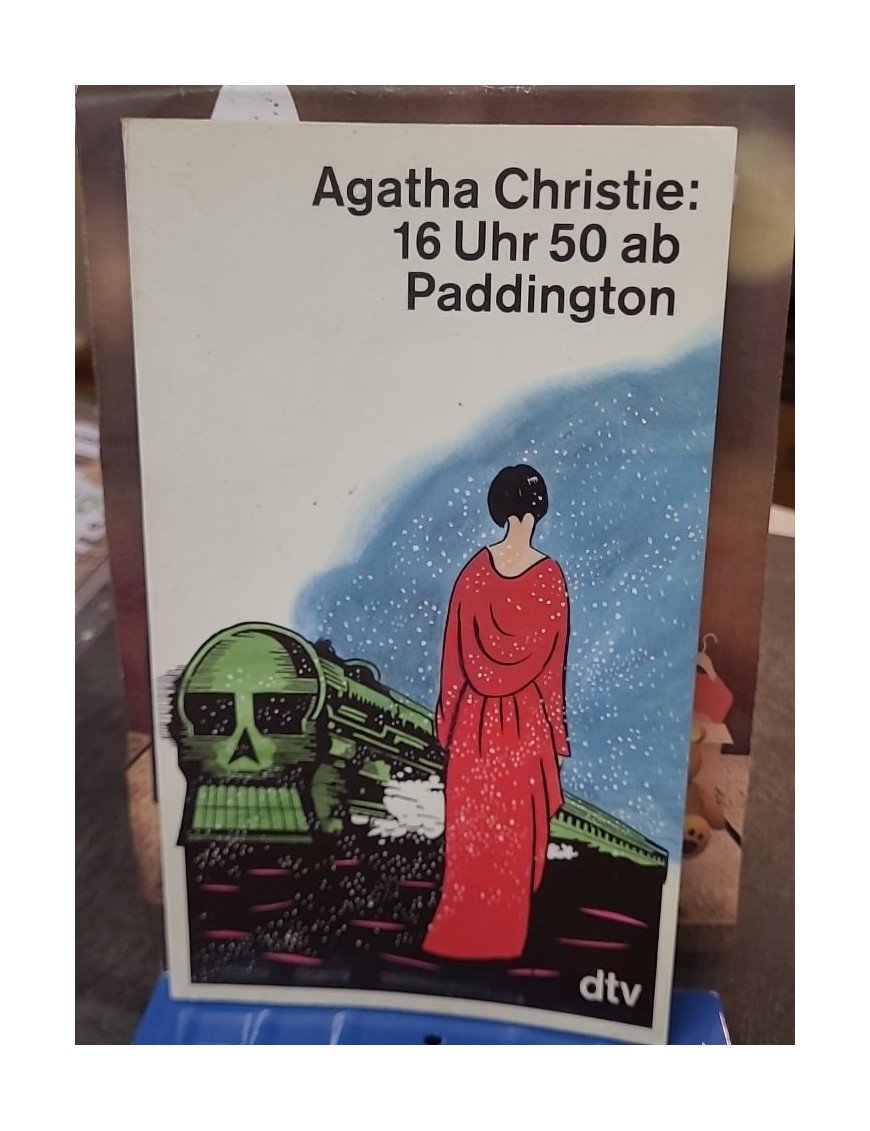 Agatha Christie:
16 Uhr 50 ab
Paddington
dtv